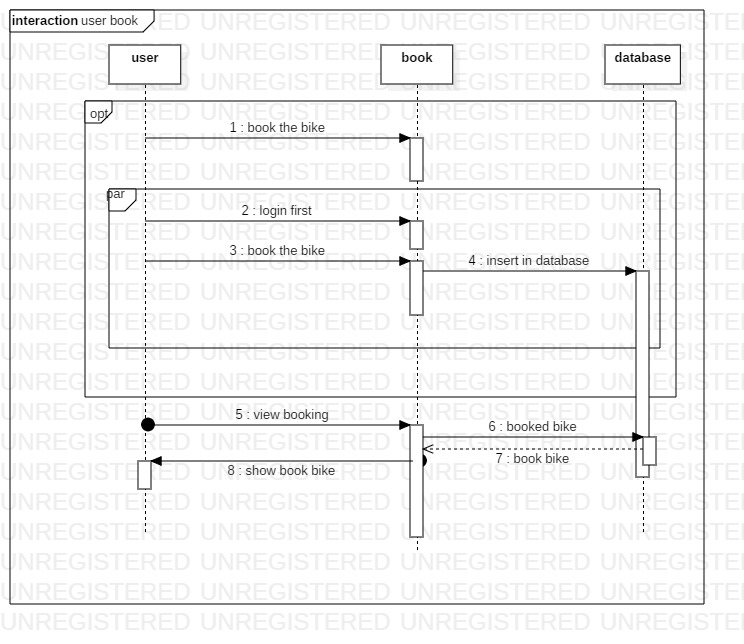 interaction user book
user
book
database
opt
1 : book the bike
par
2 : login first
3 : book the bike
4 : insert in database
5 : view booking
6 : booked bike
7 : book bike
8 : show book bike
UNREGISTERED UNREGISTERED UNREGISTERED UNREGISTERED